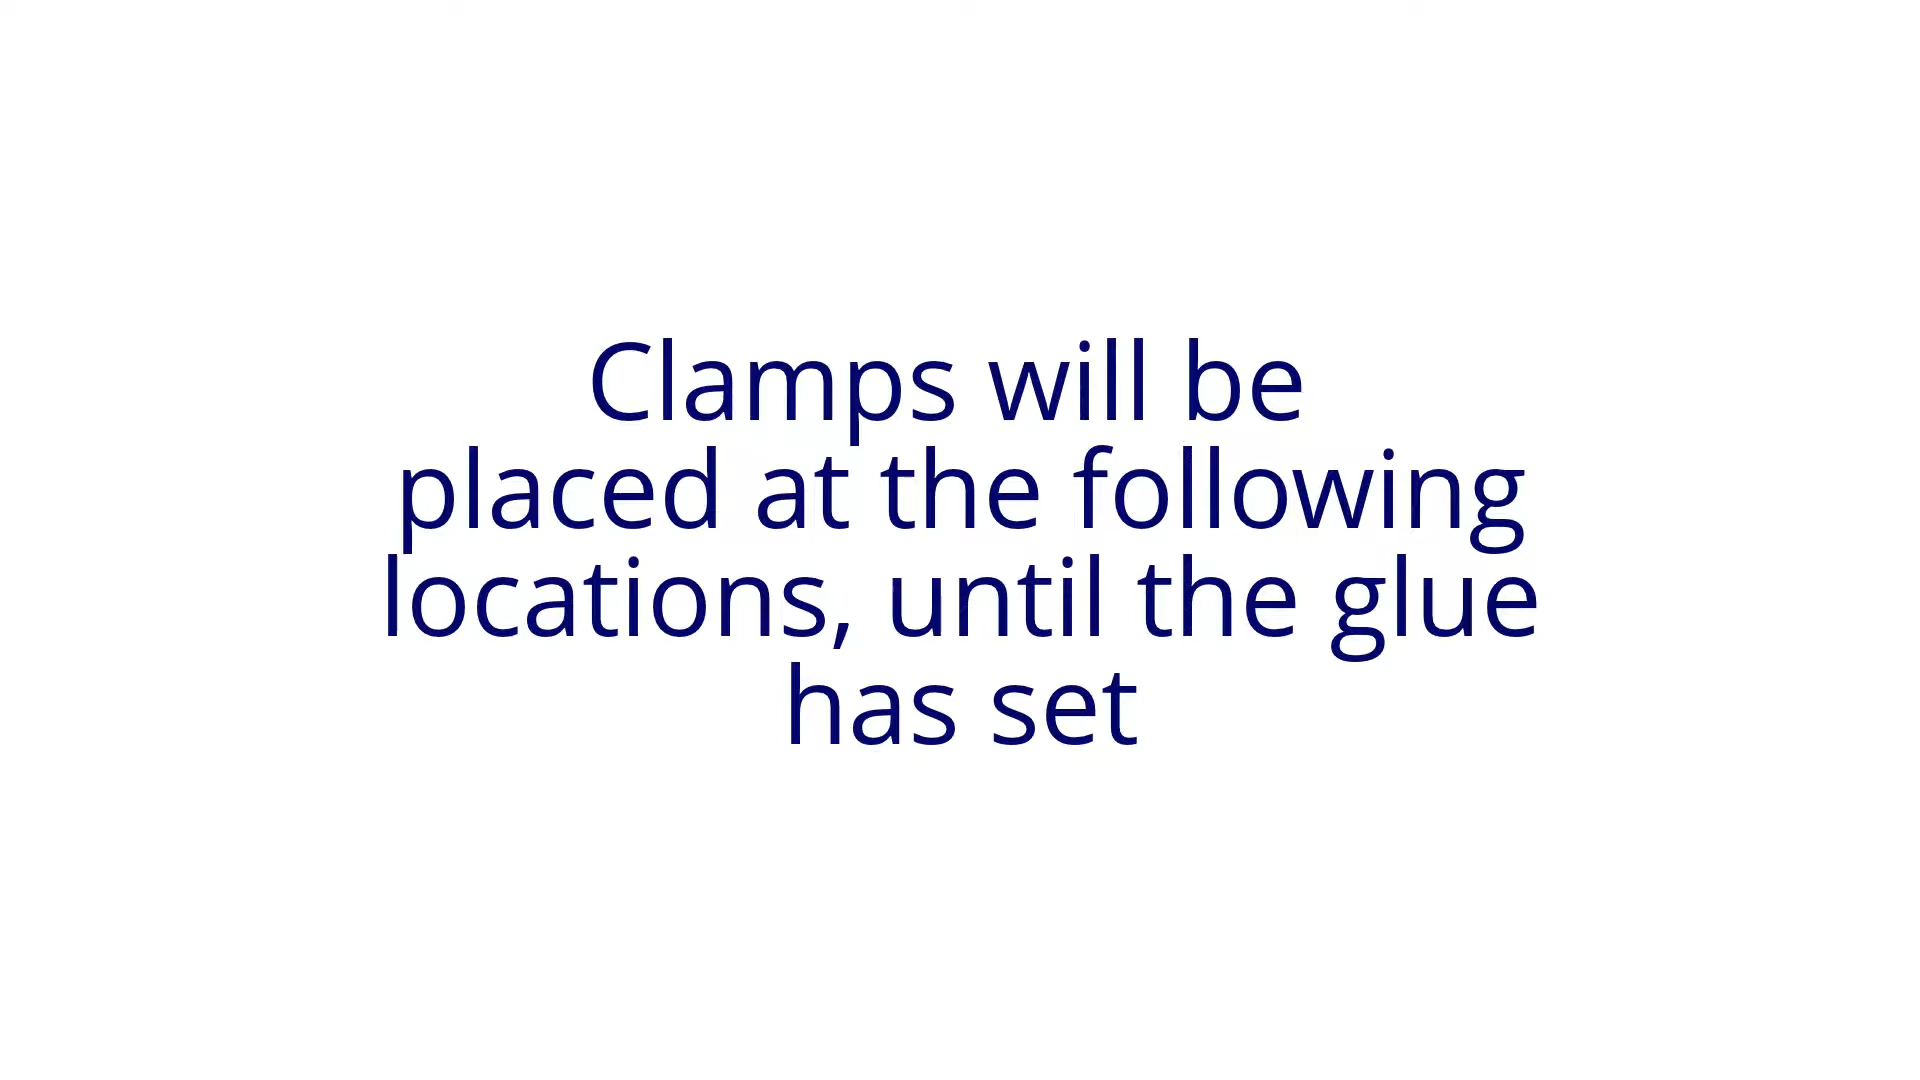 Clamps will be
placed at the following
locations, until the glue
has set